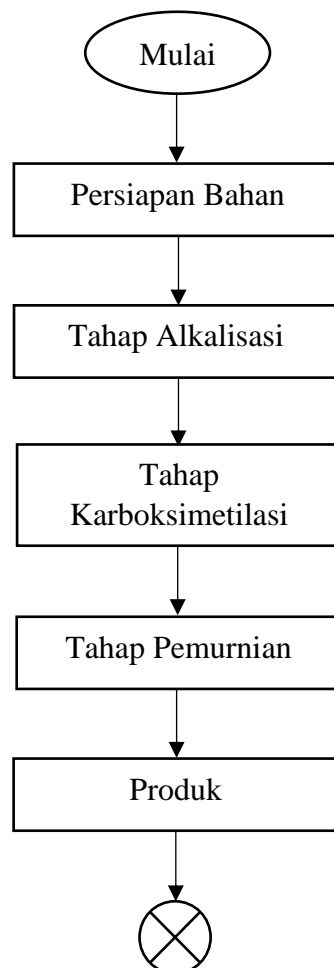 Mulai
Persiapan Bahan
Tahap Alkalisasi
Tahap
Karboksimetilasi
Tahap Pemurnian
Produk